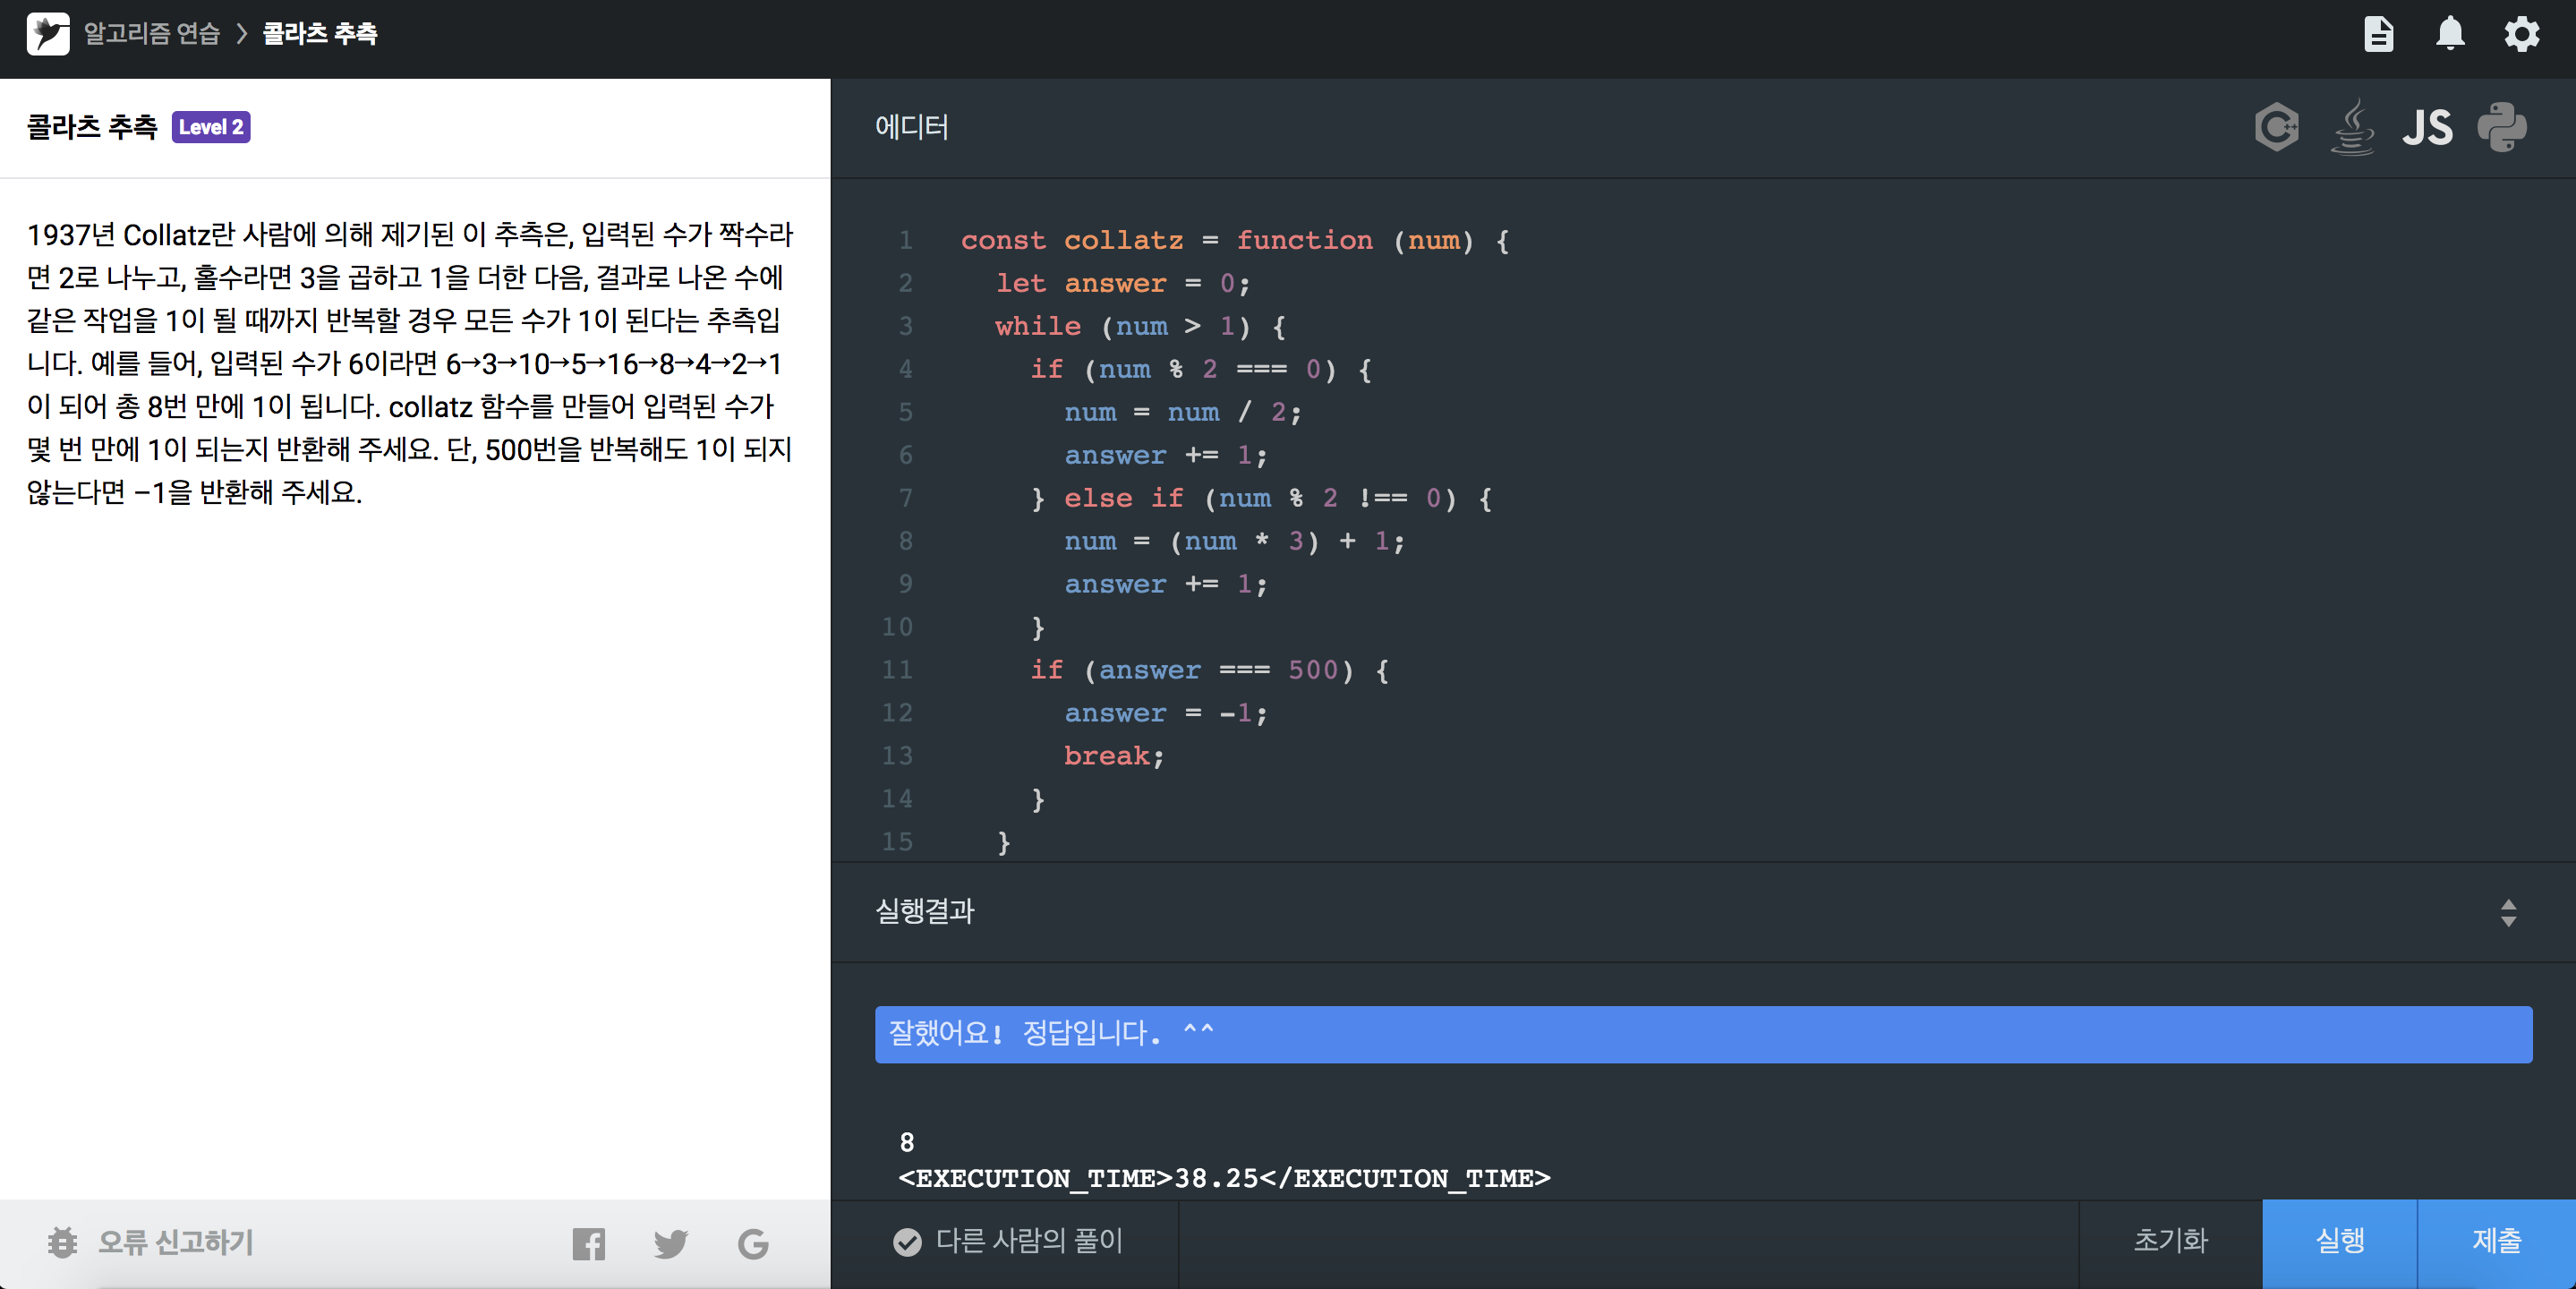 알고리즘 연습 > 콜라츠 추측
콜라츠 추측 Level 2
1937년 Collatz란 사람에 의해 제기된 이 추측은, 입력된 수가 짝수라
면 2로 나누고, 홀수라면 3을 곱하고 1을 더한 다음, 결과로 나온 수에
같은 작업을 1이 될 때까지 반복할 경우 모든 수가 1이 된다는 추측입
니다. 예를 들어, 입력된 수가 6이라면 6→3→10→5→16→8→4→2→1
이 되어 총 8번 만에 1이 됩니다. collatz 함수를 만들어 입력된 수가
몇 번 만에 1이 되는지 반환해 주세요. 단, 500번을 반복해도 1이 되지
않는다면 –1을 반환해 주세요.
오류 신고하기
에디터
C++ JS
1 const collatz = function (num) {
2   let answer = 0;
3   while (num > 1) {
4     if (num % 2 === 0) {
5       num = num / 2;
6       answer += 1;
7     } else if (num % 2 !== 0) {
8       num = (num * 3) + 1;
9       answer += 1;
10     }
11     if (answer === 500) {
12       answer = -1;
13       break;
14     }
15   }
실행결과
잘했어요! 정답입니다. ^^
8
<EXECUTION_TIME>38.25</EXECUTION_TIME>
다른 사람의 풀이
초기화 실행 제출